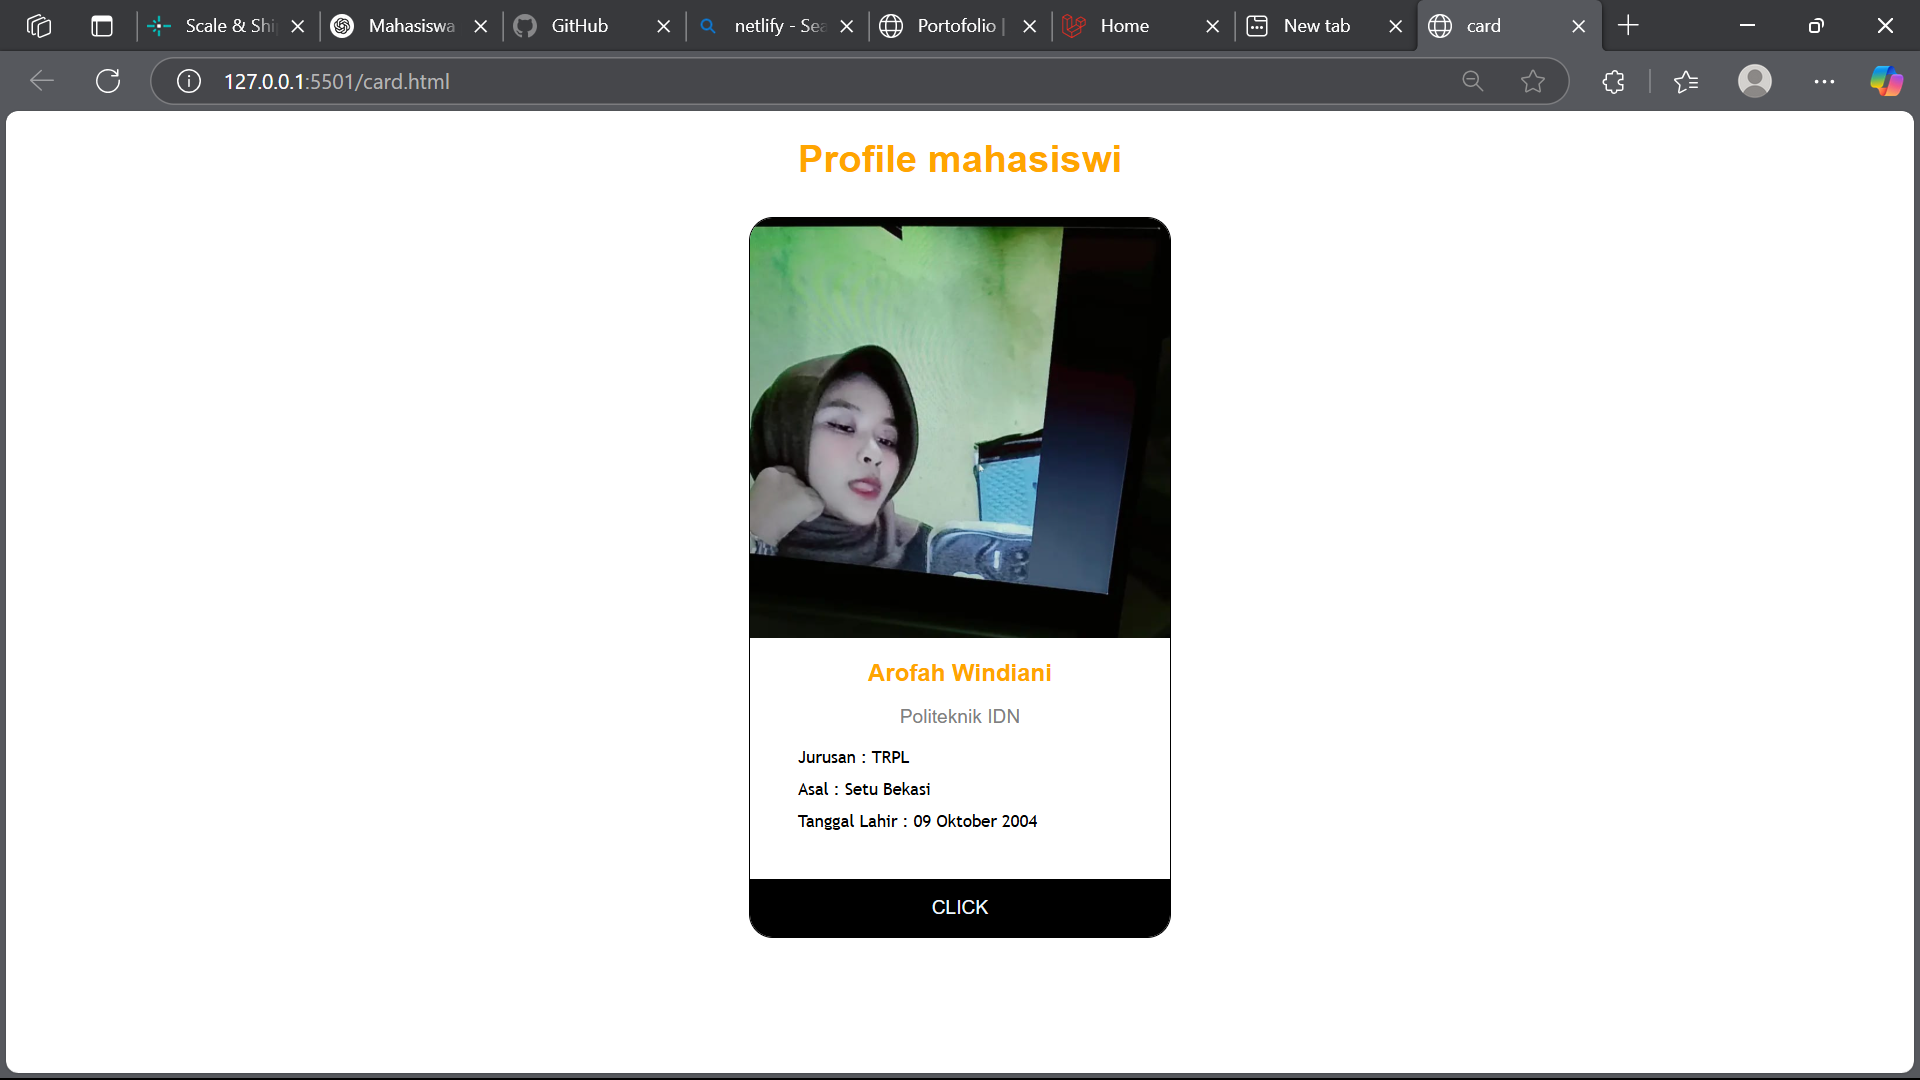 Scale & Shi
Mahasiswa
GitHub
netlify - Sea
Portofolio |
Home
New tab
card
127.0.0.1:5501/card.html
Profile mahasiswi
Arofah Windiani
Politeknik IDN
Jurusan : TRPL
Asal : Setu Bekasi
Tanggal Lahir : 09 Oktober 2004
CLICK